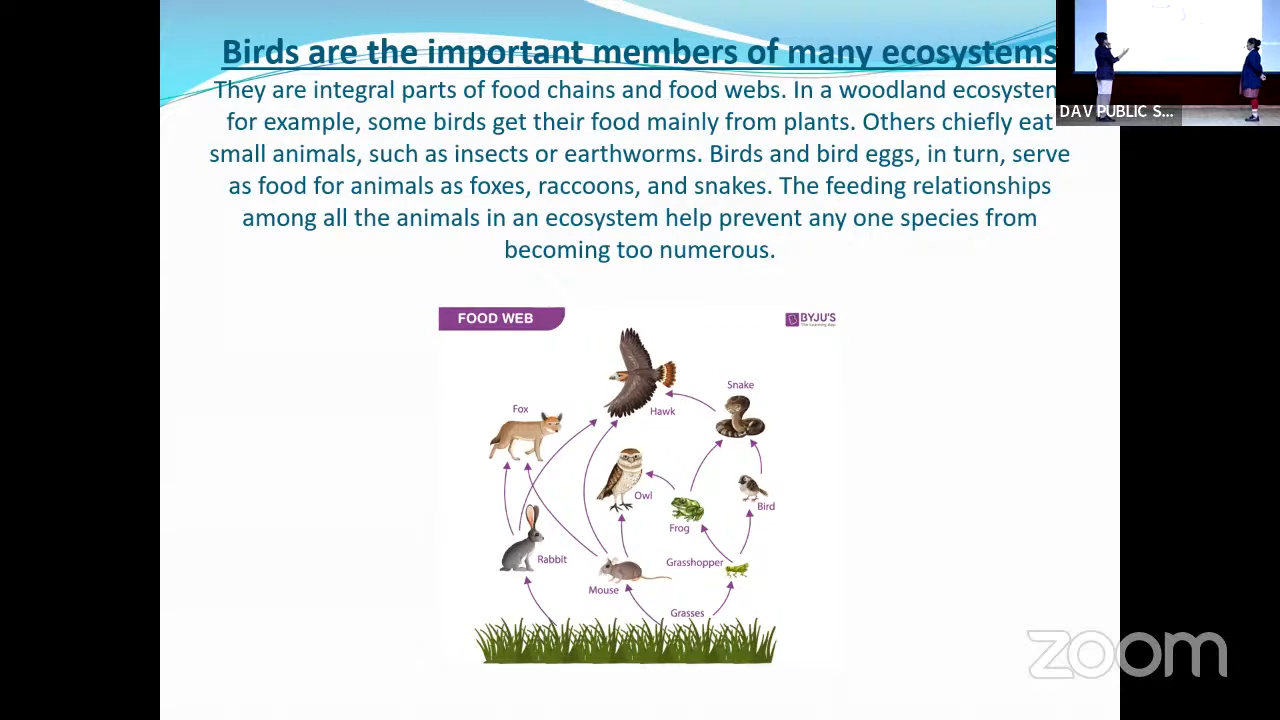 Birds are the important members of many ecosystems
They are integral parts of food chains and food webs. In a woodland ecosystem
for example, some birds get their food mainly from plants. Others chiefly eat
small animals, such as insects or earthworms. Birds and bird eggs, in turn, serve
as food for animals as foxes, raccoons, and snakes. The feeding relationships
among all the animals in an ecosystem help prevent any one species from
becoming too numerous.
DAV PUBLIC S...
FOOD WEB
BYJU'S
The Learning App
Snake
Fox
Hawk
Owl
Bird
Frog
Rabbit
Grasshopper
Mouse
Grasses
zoom